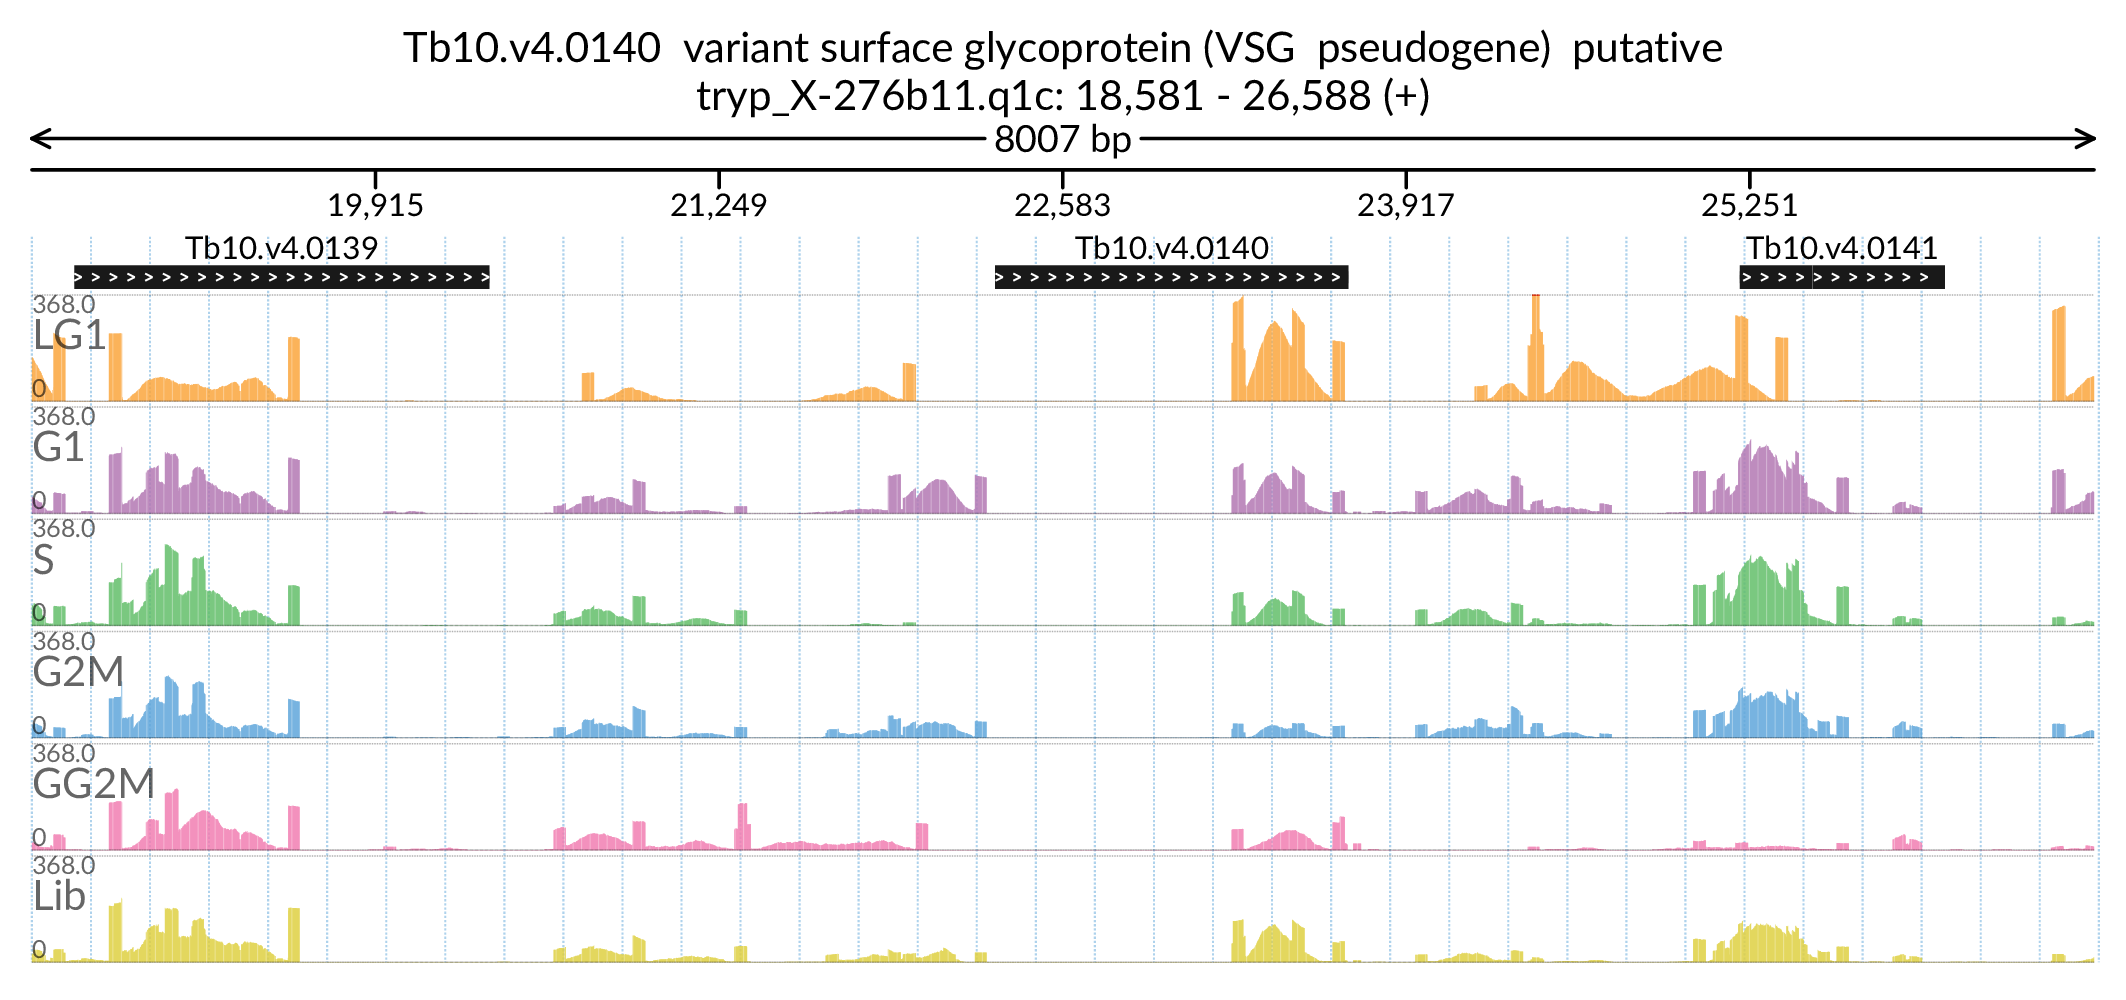 Tb10.v4.0140  variant surface glycoprotein (VSG  pseudogene)  putative
tryp_X-276b11.q1c: 18,581 - 26,588 (+)
8007 bp
19,915 21,249 22,583 23,917 25,251
Tb10.v4.0139 Tb10.v4.0140 Tb10.v4.0141
368.0
LG1
0
368.0
G1
0
368.0
S
0
368.0
G2M
0
368.0
GG2M
0
368.0
Lib
0